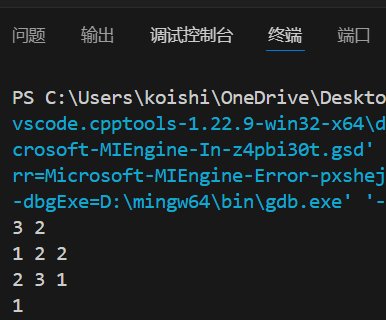 问题 输出 调试控制台 终端 端口
PS C:\Users\koishi\OneDrive\Deskto
vscode.cpptools-1.22.9-win32-x64\d
crosoft-MIEngine-In-z4pbi30t.gsd'
rr=Microsoft-MIEngine-Error-pxshej
-dbgExe=D:\mingw64\bin\gdb.exe' '-
3 2
1 2 2
2 3 1
1